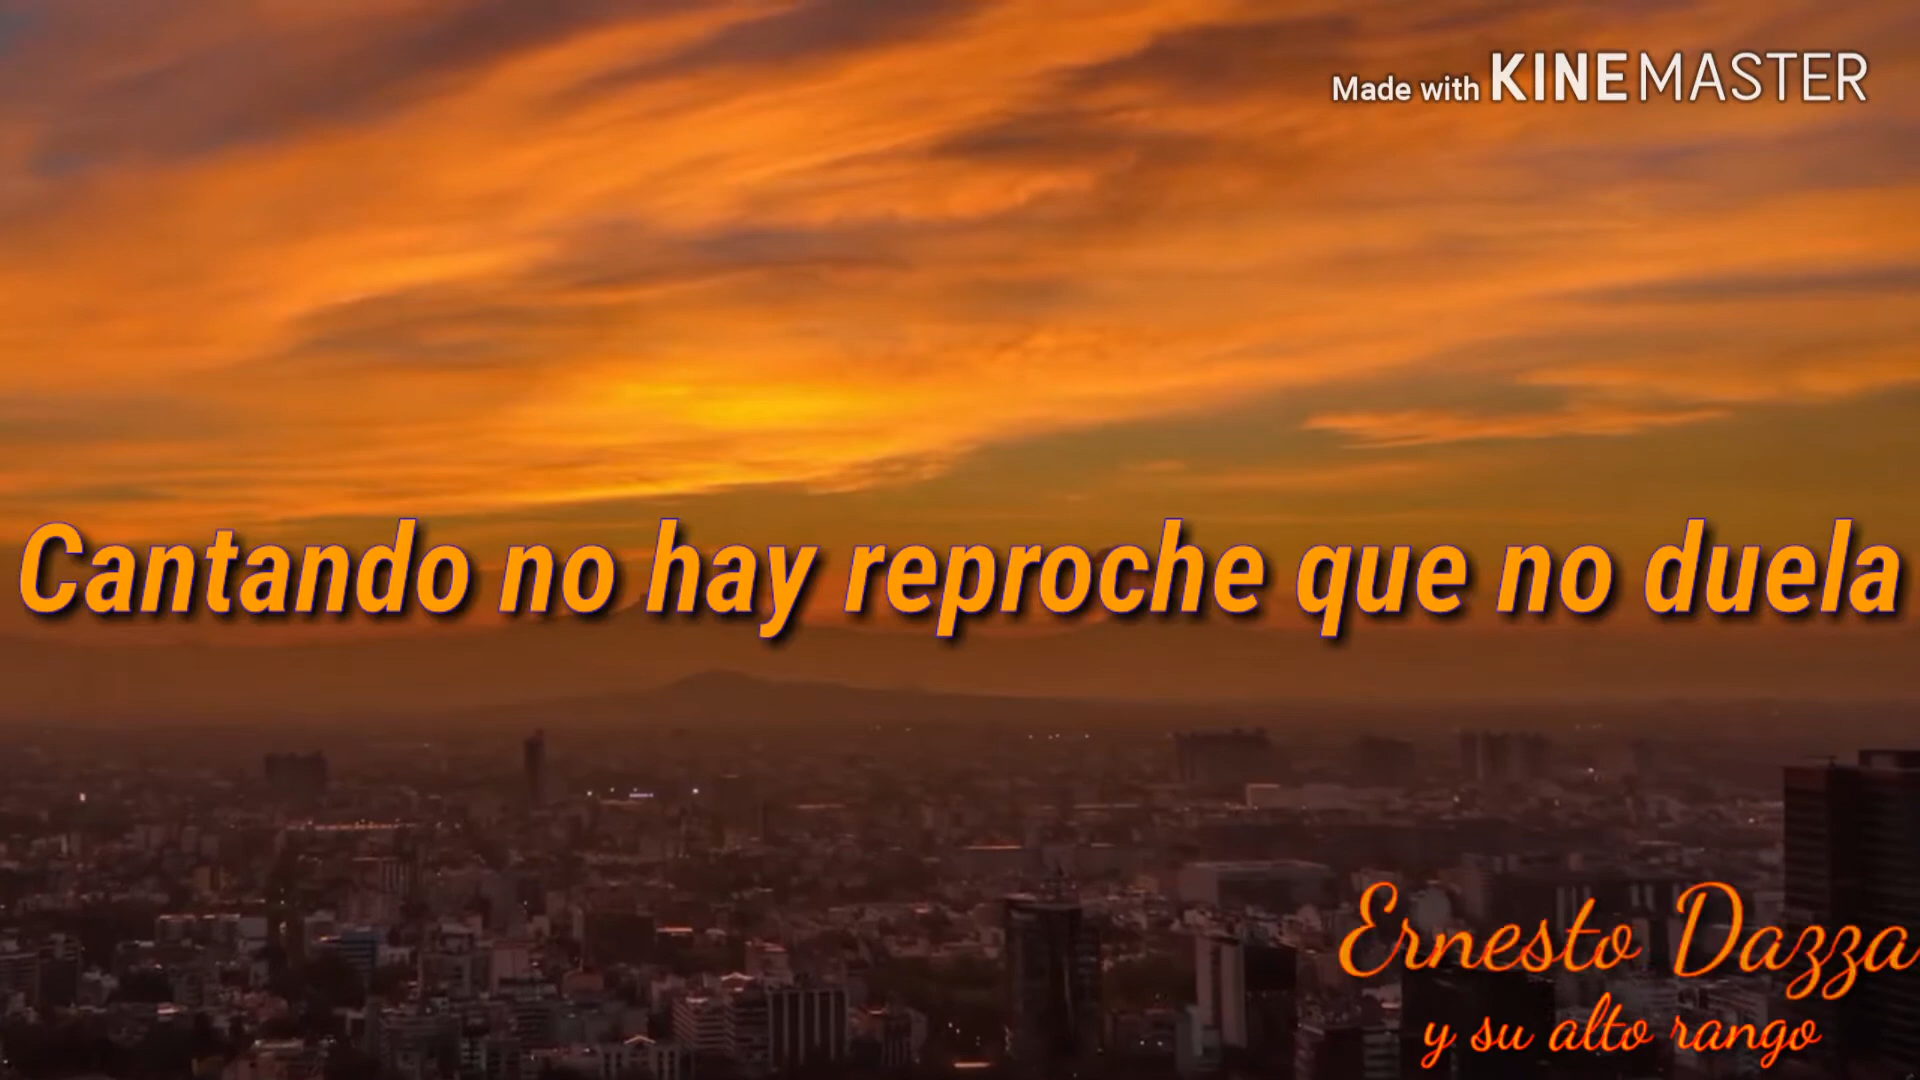 Made with KINEMASTER
Cantando no hay reproche que no duela
Ernesto Dazza
y su alto rango